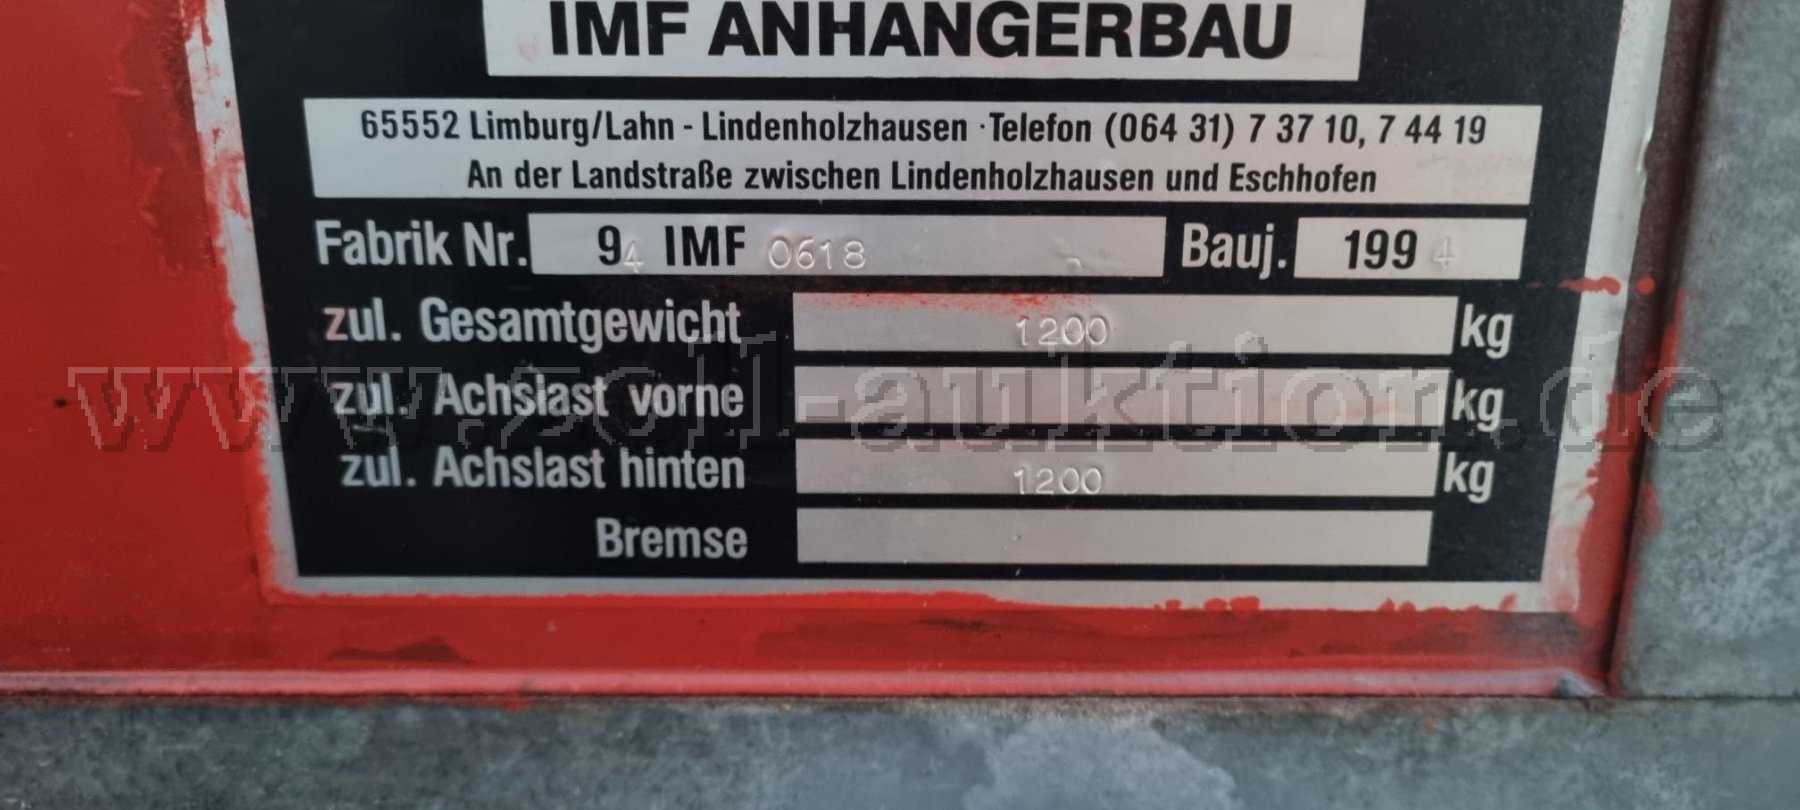 IMF ANHÄNGERBAU
65552 Limburg/Lahn - Lindenholzhausen · Telefon (064 31) 7 37 10, 7 44 19
An der Landstraße zwischen Lindenholzhausen und Eschhofen
Fabrik Nr. 94 IMF 0618 Bauj. 1994
zul. Gesamtgewicht 1200 kg
www.zoll-auktion.de
zul. Achslast vorne kg
zul. Achslast hinten 1200 kg
Bremse